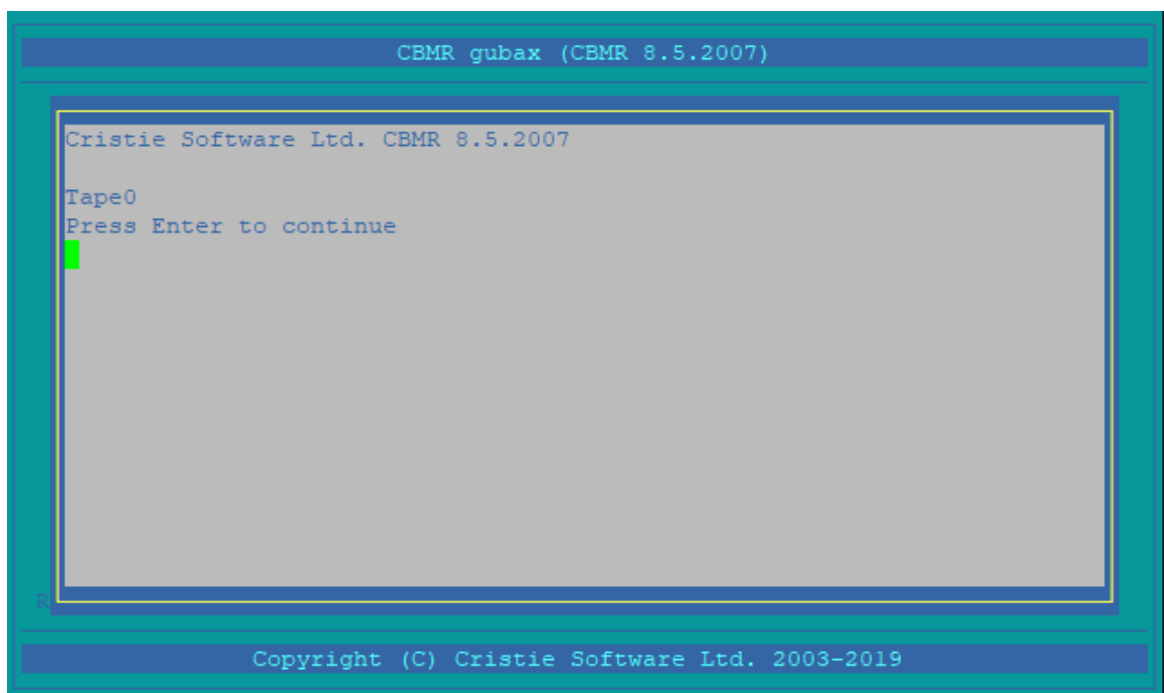 CBMR gubax (CBMR 8.5.2007)
Cristie Software Ltd. CBMR 8.5.2007
Tape0
Press Enter to continue
R
Copyright (C) Cristie Software Ltd. 2003-2019